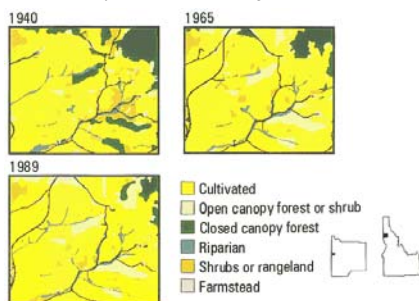 1940
1965
1989
Cultivated
Open canopy forest or shrub
Closed canopy forest
Riparian
Shrubs or rangeland
Farmstead